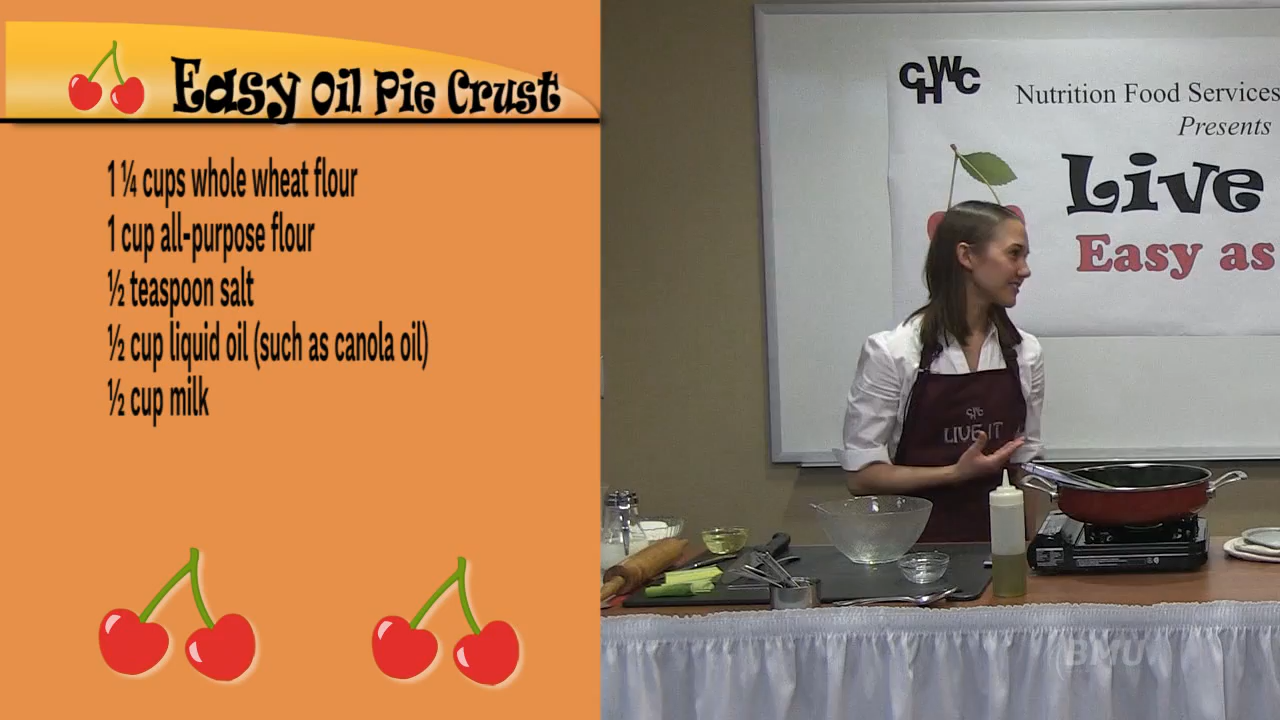 Easy Oil Pie Crust
1 ¼ cups whole wheat flour
1 cup all-purpose flour
½ teaspoon salt
½ cup liquid oil (such as canola oil)
½ cup milk
GHWC
Nutrition Food Services
Presents
Live
Easy as
LIVE IT
BMU